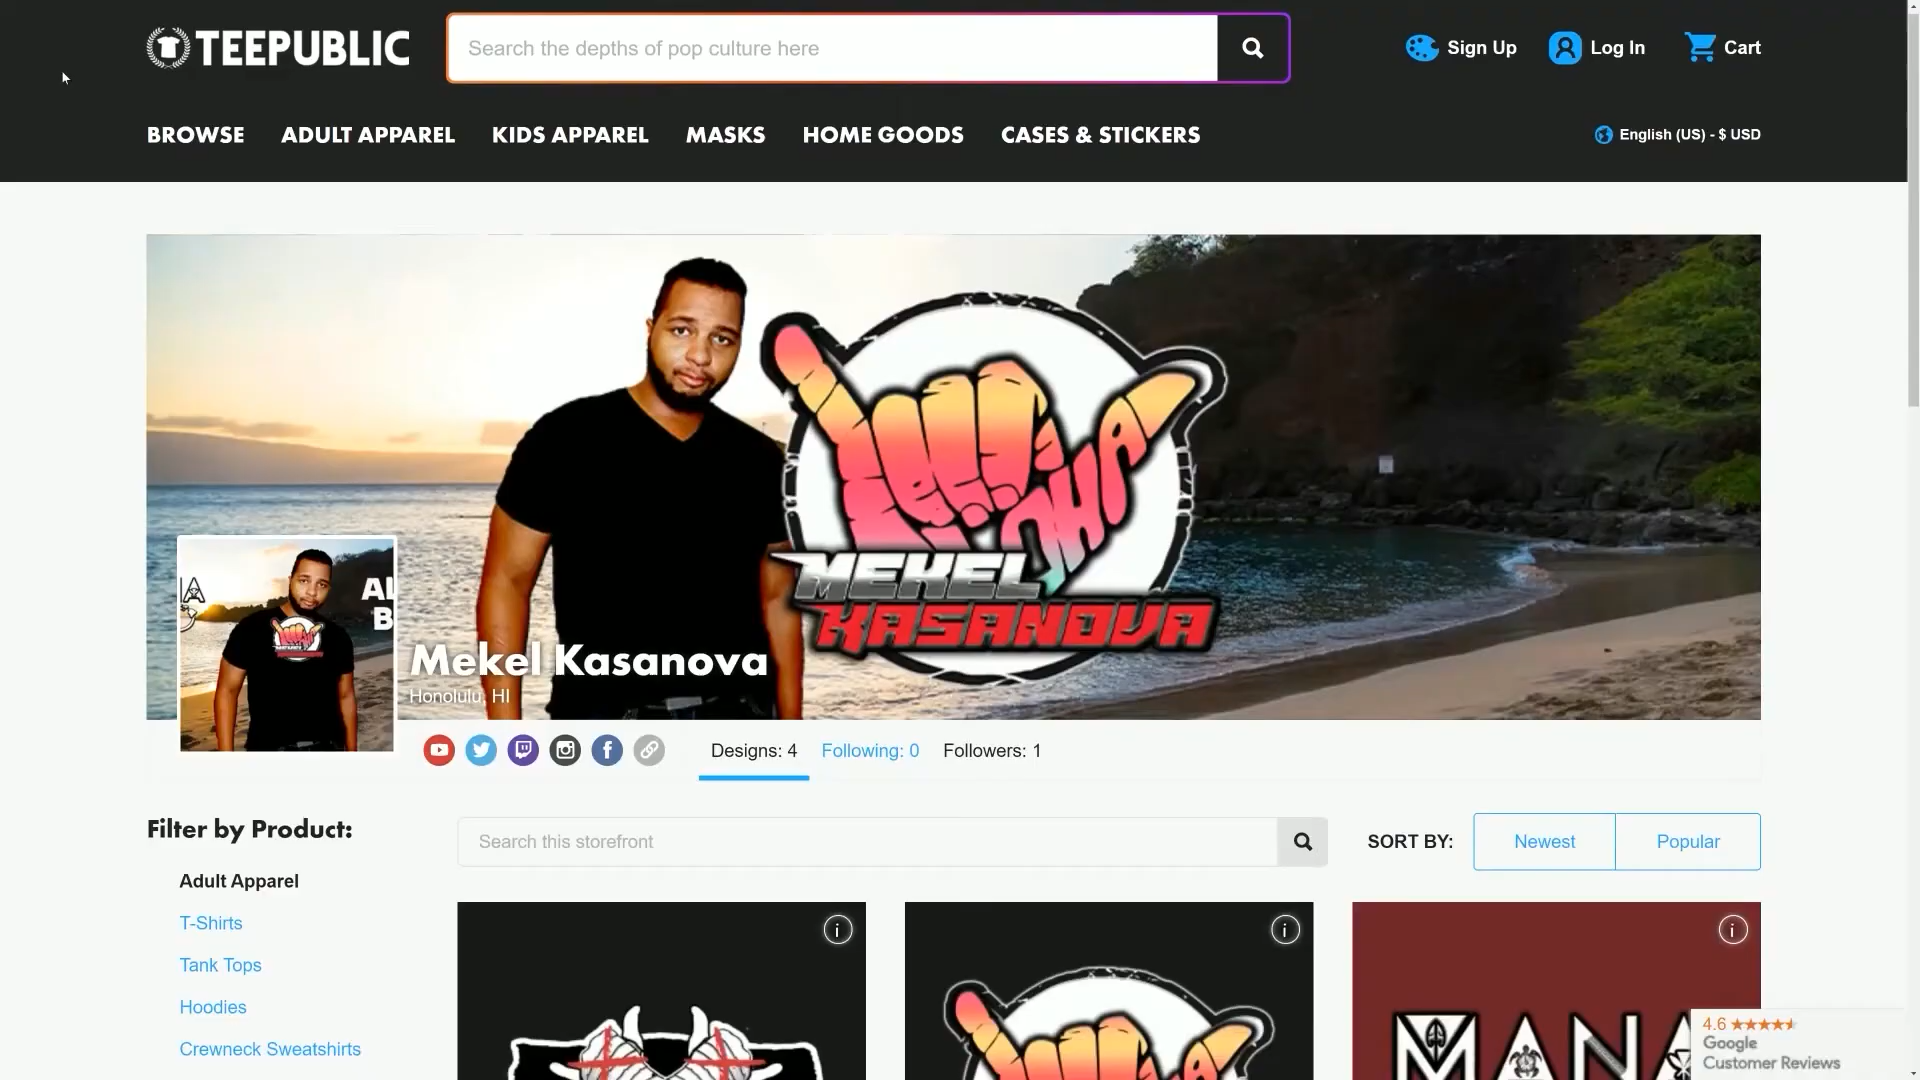 TEEPUBLIC
Search the depths of pop culture here
Sign Up
Log In
Cart
BROWSE
ADULT APPAREL
KIDS APPAREL
MASKS
HOME GOODS
CASES & STICKERS
English (US) - $ USD
ALOHA
MEKEL
KASANOVA
Mekel Kasanova
Honolulu, HI
Designs: 4
Following: 0
Followers: 1
Filter by Product:
Search this storefront
SORT BY:
Newest
Popular
Adult Apparel
T-Shirts
Tank Tops
Hoodies
Crewneck Sweatshirts
MANA
4.6
Google
Customer Reviews